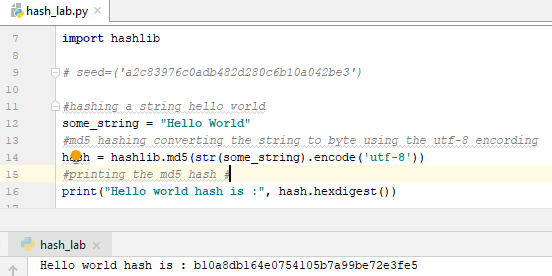 hash_lab.py ×
7 import hashlib
8
9 # seed=('a2c83976c0adb482d280c6b10a042be3')
10
11 #hashing a string hello world
12 some_string = "Hello World"
13 #md5 hashing converting the string to byte using the utf-8 encording
14 hash = hashlib.md5(str(some_string).encode('utf-8'))
15 #printing the md5 hash #
16 print("Hello world hash is :", hash.hexdigest())
hash_lab ×
Hello world hash is : b10a8db164e0754105b7a99be72e3fe5